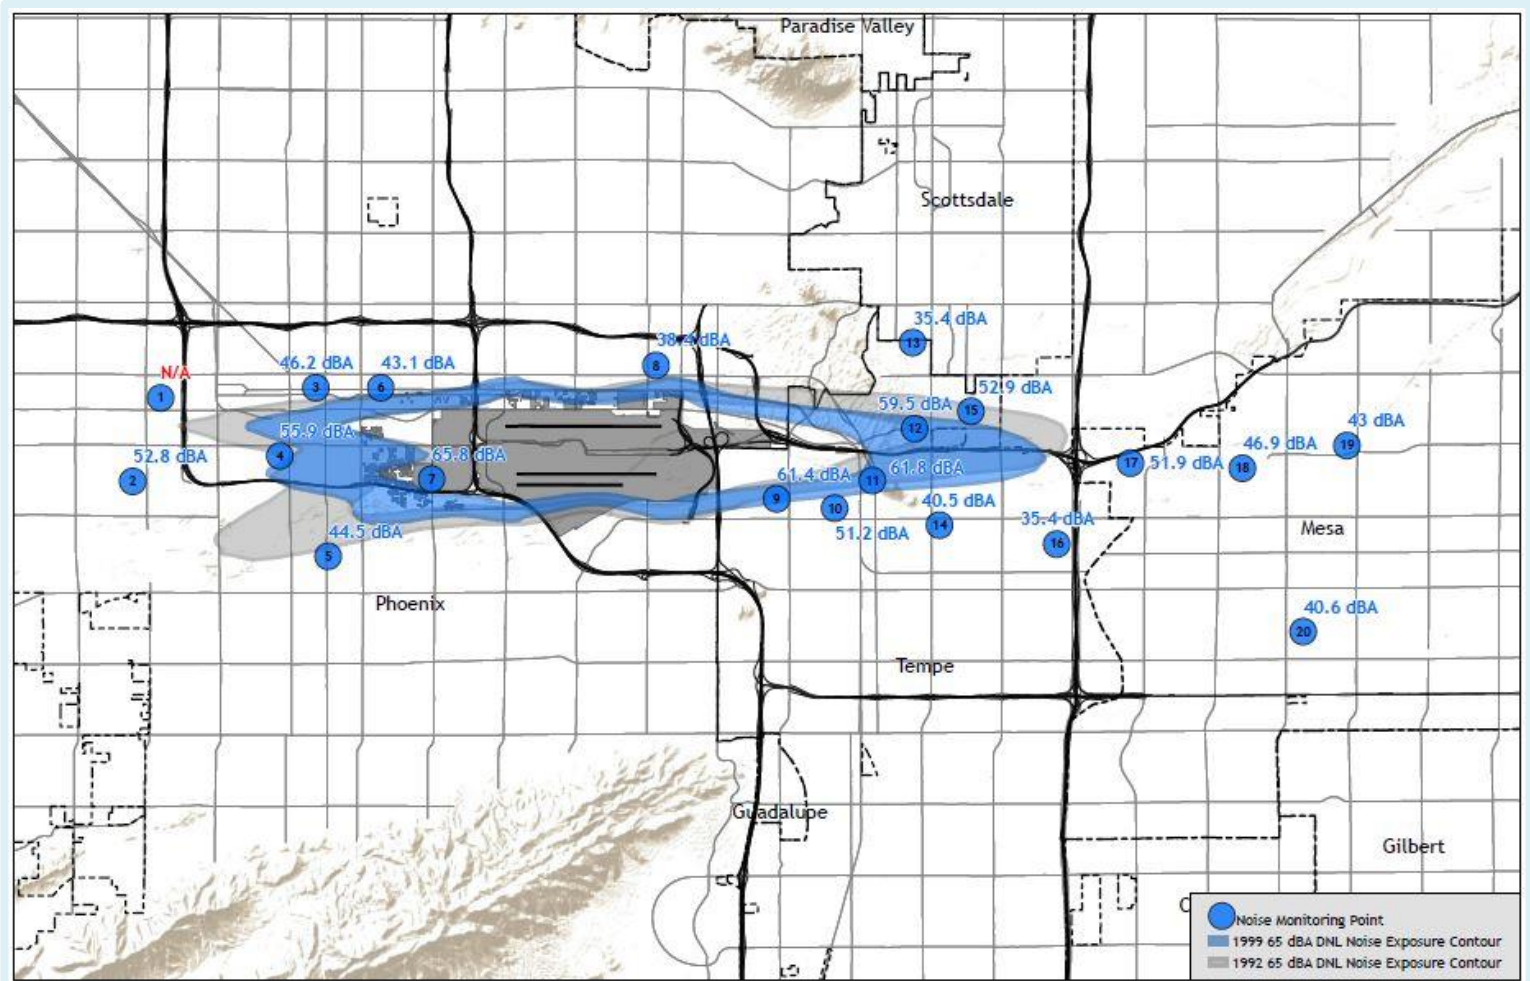 Paradise Valley
Scottsdale
35.4 dBA
13
38.4 dBA
8
46.2 dBA
3
43.1 dBA
6
N/A
1
52.9 dBA
15
59.5 dBA
12
43 dBA
19
55.9 dBA
4
52.8 dBA
2
65.8 dBA
7
61.4 dBA
9
61.8 dBA
11
17
51.9 dBA
46.9 dBA
18
40.5 dBA
14
10
51.2 dBA
35.4 dBA
16
44.5 dBA
5
Mesa
Phoenix
40.6 dBA
20
Tempe
Guadalupe
Gilbert
Noise Monitoring Point
1999 65 dBA DNL Noise Exposure Contour
1992 65 dBA DNL Noise Exposure Contour